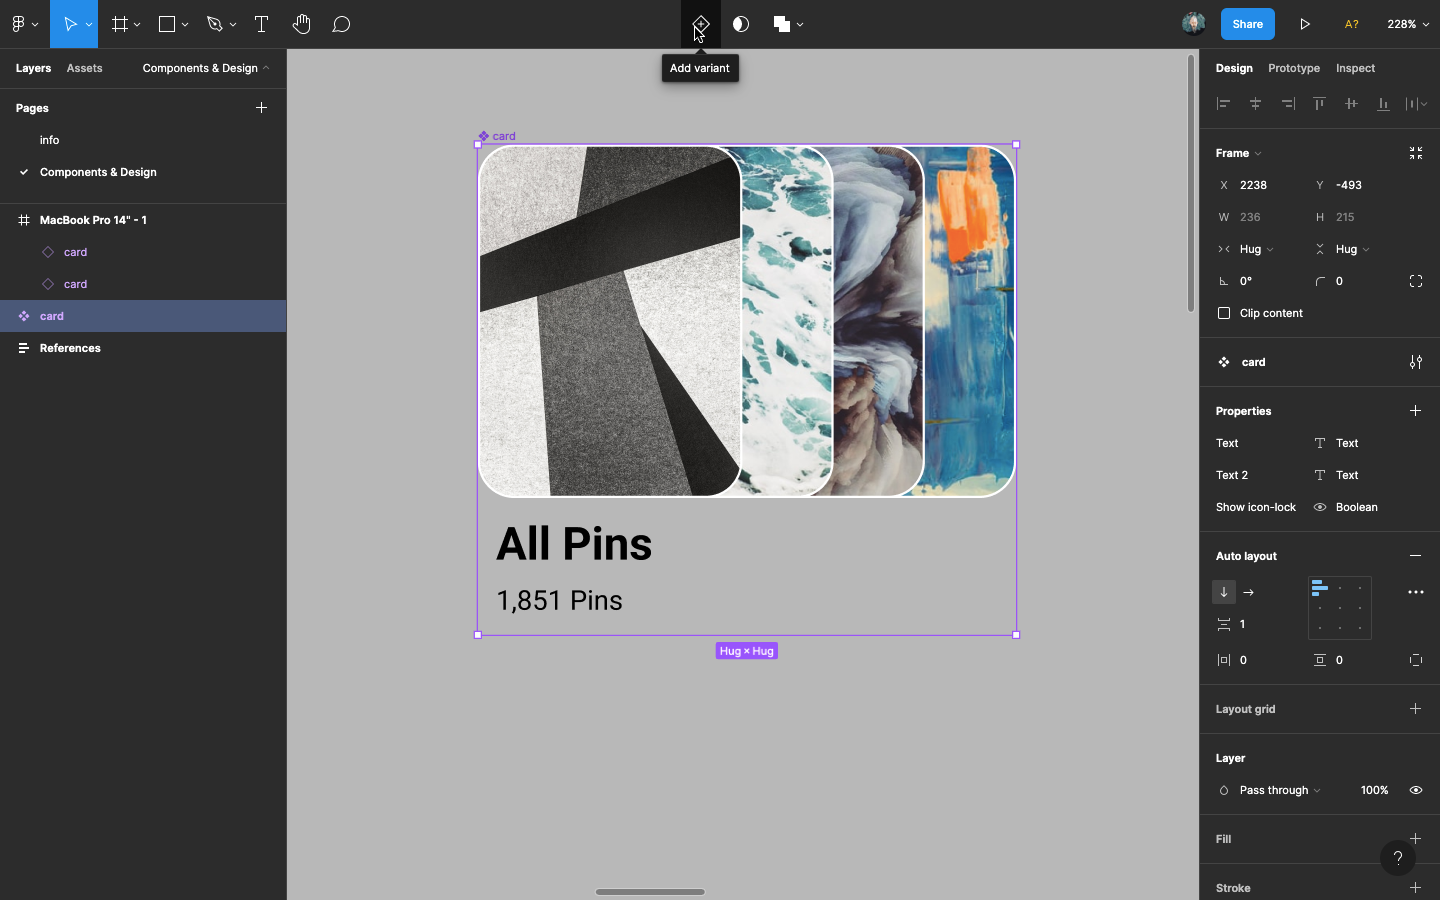 Share
A?
228%
Add variant
Layers
Assets
Components & Design
Pages
info
Components & Design
MacBook Pro 14" - 1
card
card
card
References
card
All Pins
1,851 Pins
Hug × Hug
Design
Prototype
Inspect
Frame
X 2238
Y -493
W 236
H 215
Hug
Hug
0°
0
Clip content
card
Properties
Text
Text
Text 2
Text
Show icon-lock
Boolean
Auto layout
1
0
0
Layout grid
Layer
Pass through
100%
Fill
?
Stroke